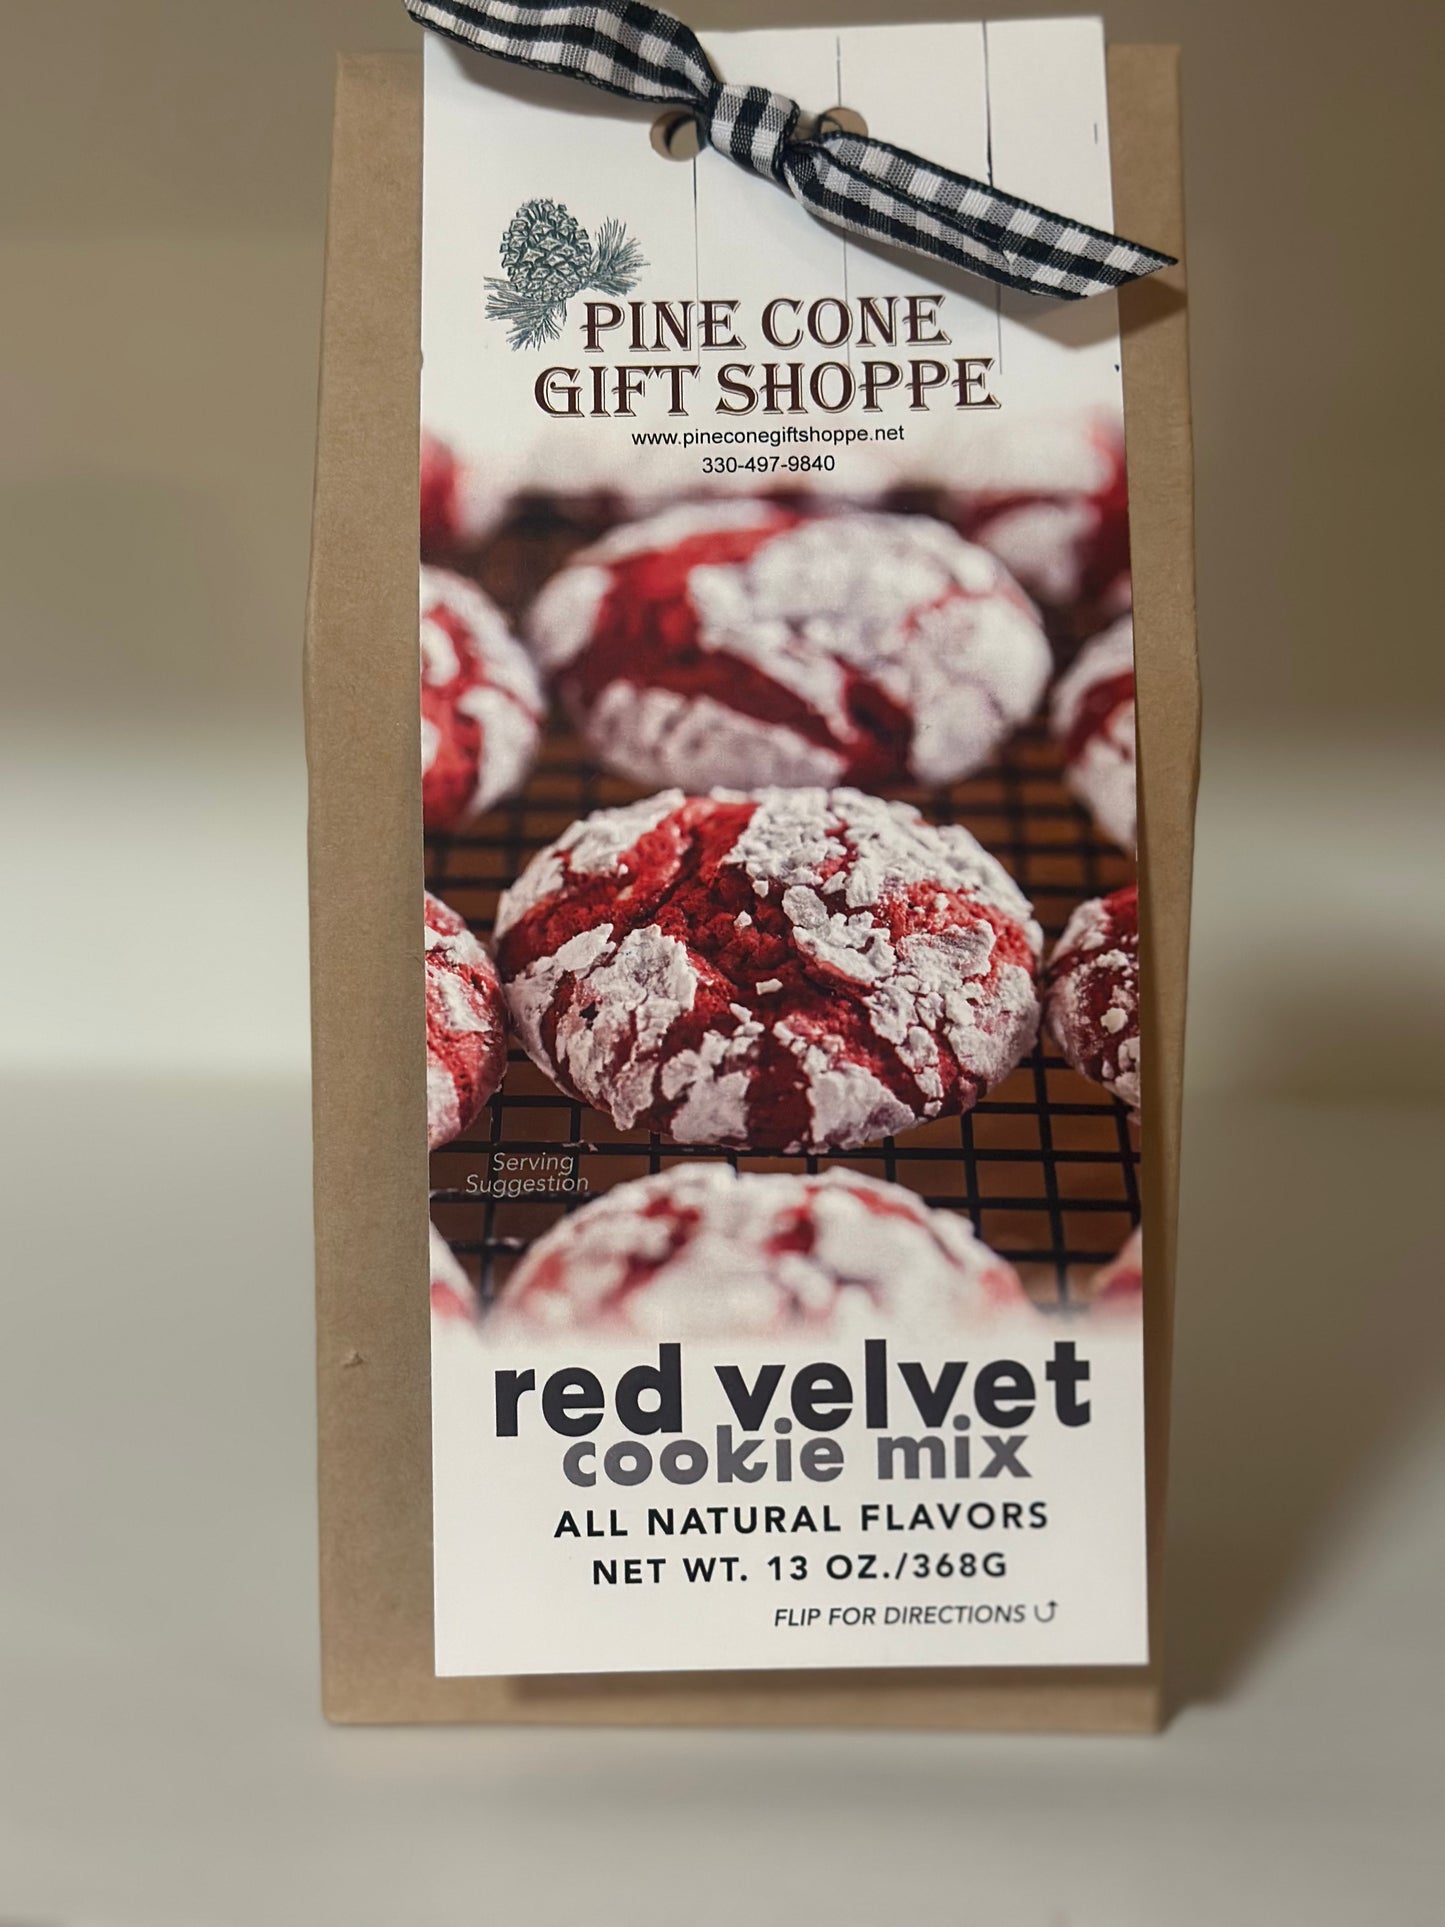 PINE CONE
GIFT SHOPPE
www.pineconegiftshoppe.net
330-497-9840
Serving
Suggestion
red velvet
cookie mix
ALL NATURAL FLAVORS
NET WT. 13 OZ./368G
FLIP FOR DIRECTIONS